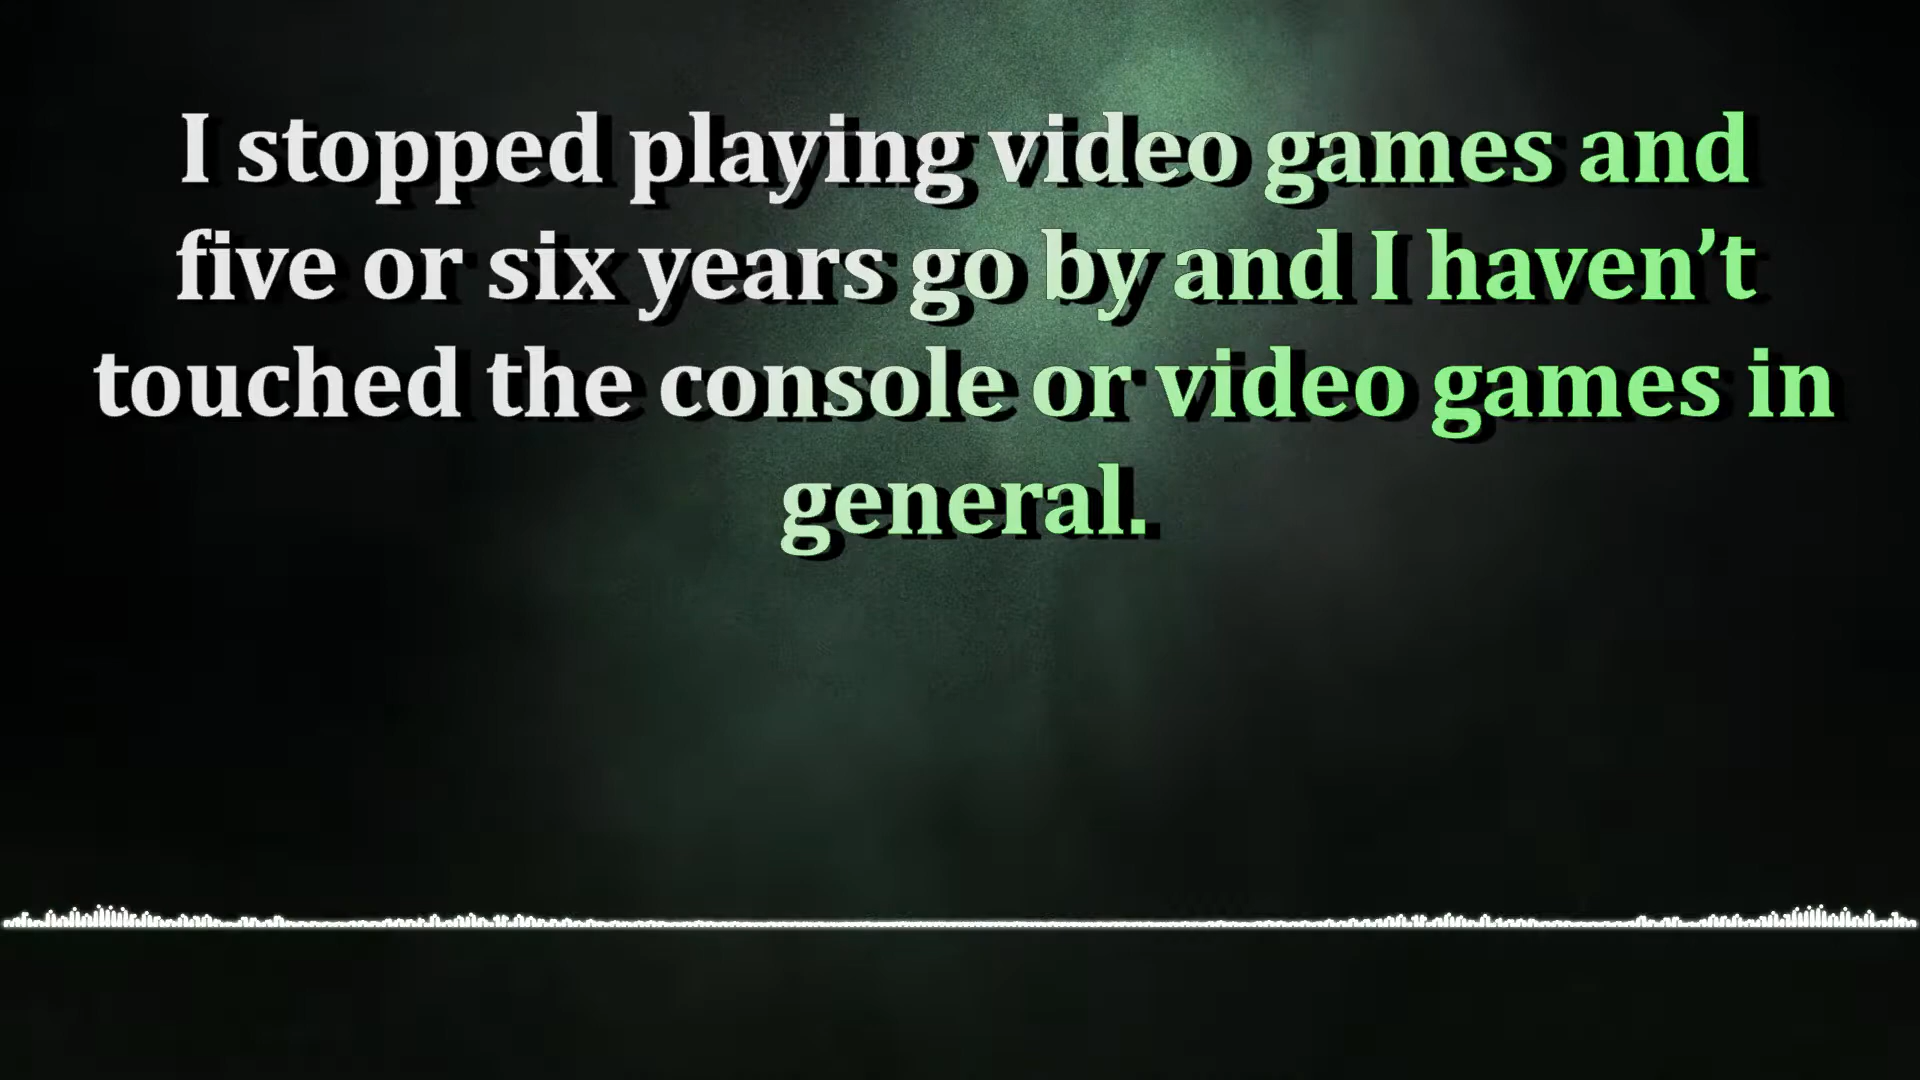 I stopped playing video games and
five or six years go by and I haven’t
touched the console or video games in
general.